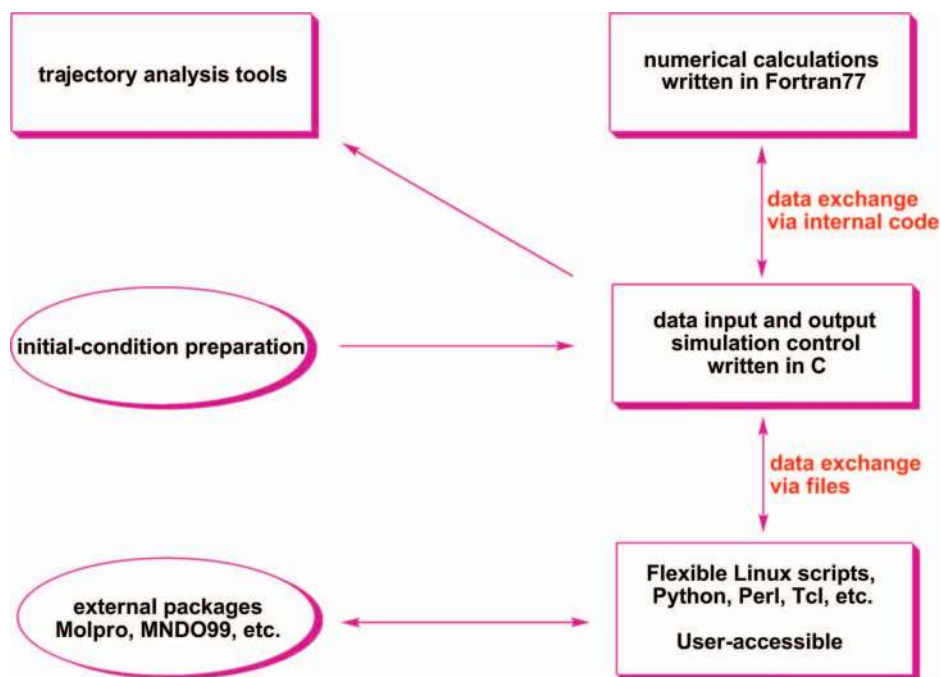 trajectory analysis tools
numerical calculations
written in Fortran77
data exchange
via internal code
initial-condition preparation
data input and output
simulation control
written in C
data exchange
via files
external packages
Molpro, MNDO99, etc.
Flexible Linux scripts,
Python, Perl, Tcl, etc.
User-accessible